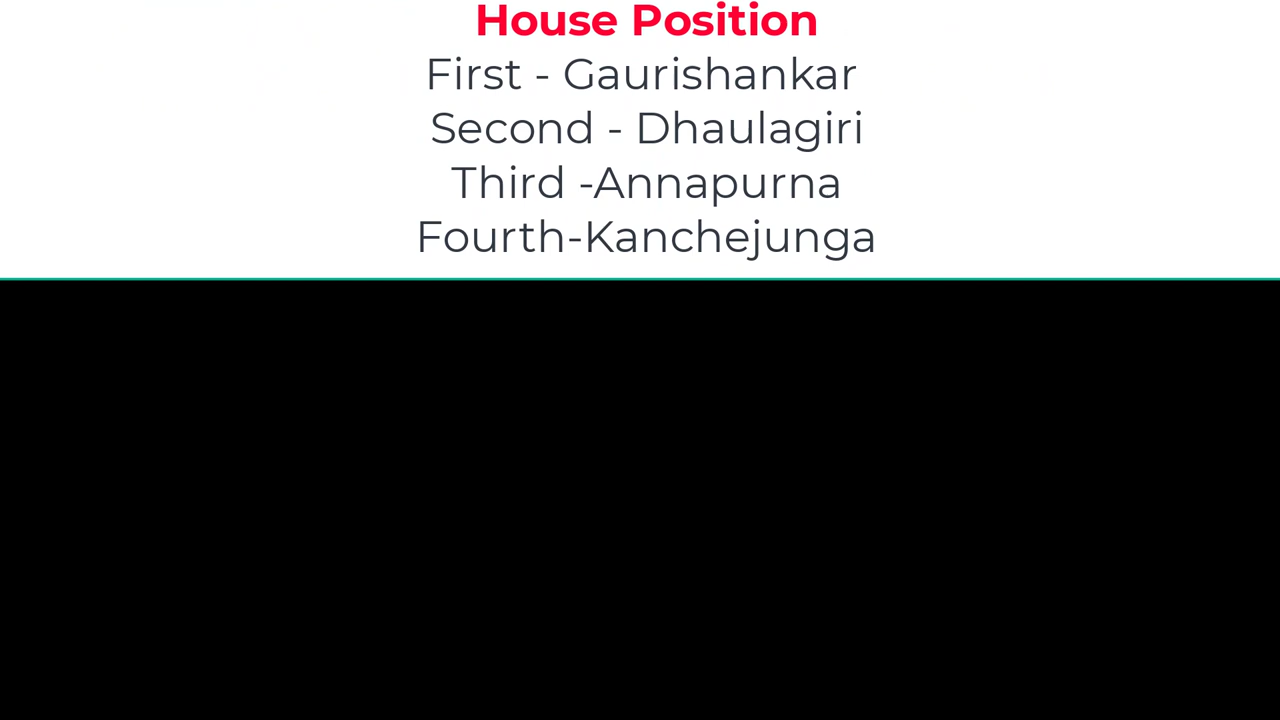 House Position
First - Gaurishankar
Second - Dhaulagiri
Third -Annapurna
Fourth-Kanchejunga